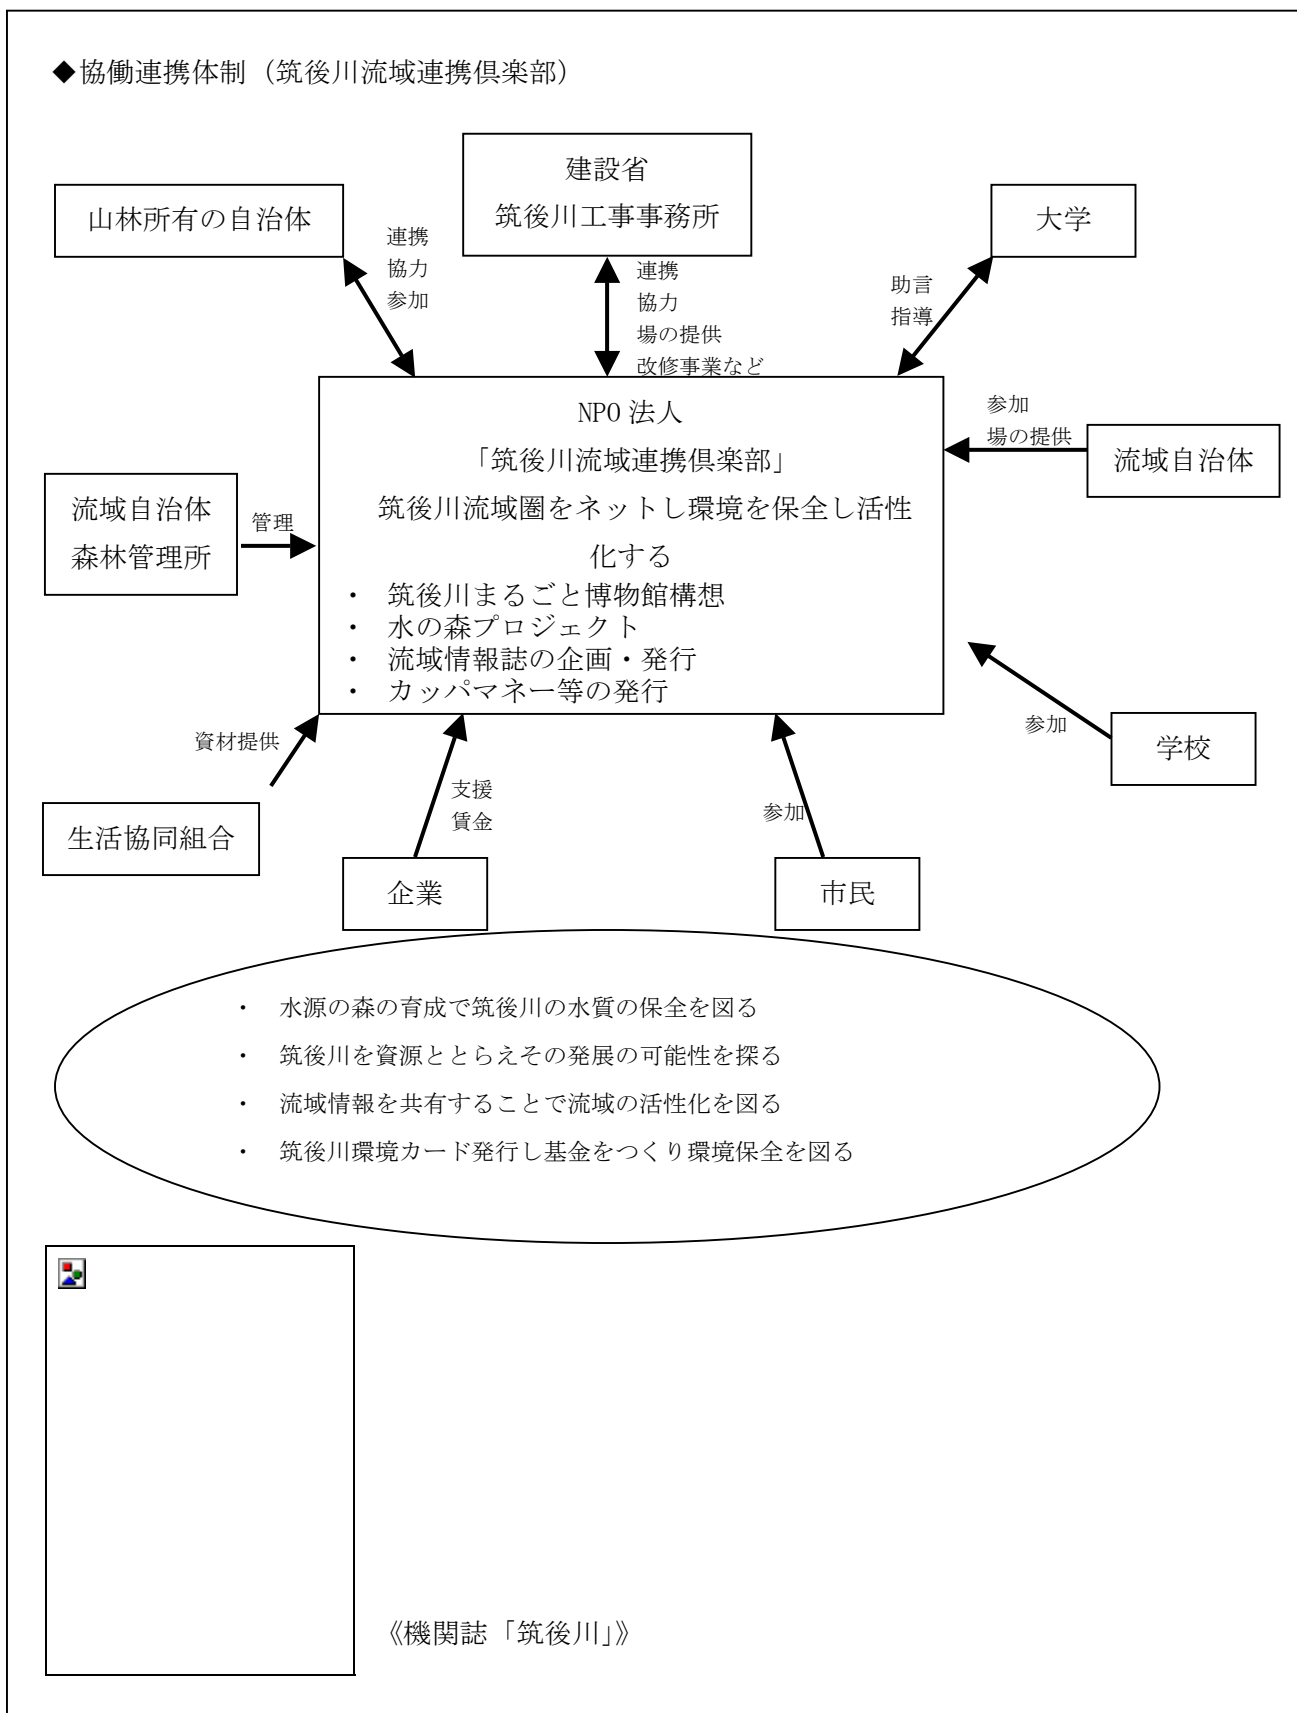 ◆協働連携体制（筑後川流域連携倶楽部）
建設省
筑後川工事事務所
山林所有の自治体
大学
連携
協力
参加
連携
協力
場の提供
改修事業など
助言
指導
NPO 法人
「筑後川流域連携倶楽部」
筑後川流域圏をネットし環境を保全し活性
化する
・ 筑後川まるごと博物館構想
・ 水の森プロジェクト
・ 流域情報誌の企画・発行
・ カッパマネー等の発行
参加
場の提供
流域自治体
流域自治体
森林管理所
管理
参加
学校
資材提供
生活協同組合
支援
賃金
企業
参加
市民
・ 水源の森の育成で筑後川の水質の保全を図る
・ 筑後川を資源ととらえその発展の可能性を探る
・ 流域情報を共有することで流域の活性化を図る
・ 筑後川環境カード発行し基金をつくり環境保全を図る
《機関誌「筑後川」》